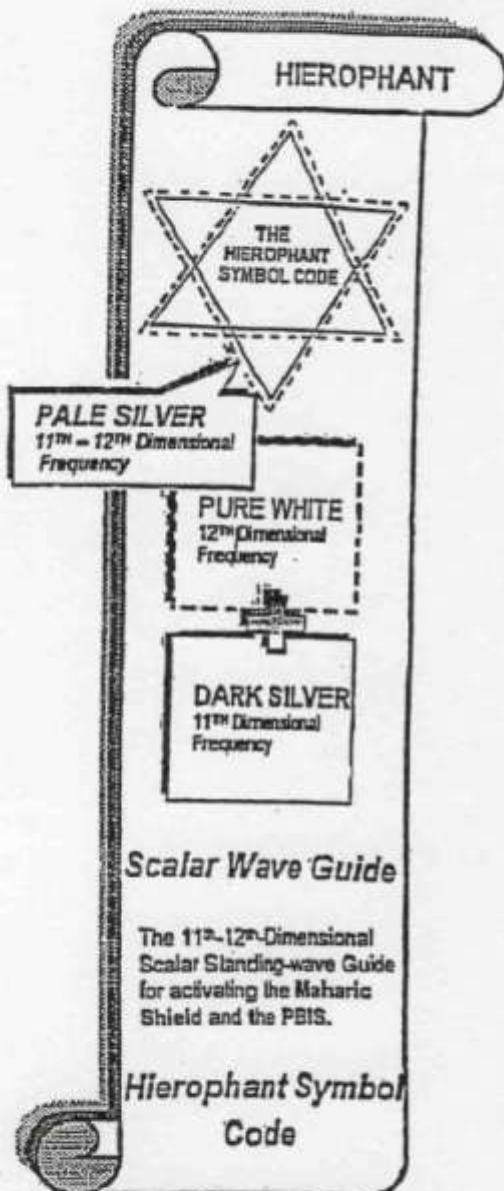 HIEROPHANT
THE
HIEROPHANT
SYMBOL CODE
PALE SILVER
11TH – 12TH Dimensional
Frequency
PURE WHITE
12TH Dimensional
Frequency
DARK SILVER
11TH Dimensional
Frequency
Scalar Wave Guide
The 11th-12th-Dimensional
Scalar Standing-wave Guide
for activating the Maharic
Shield and the PBIS.
Hierophant Symbol
Code